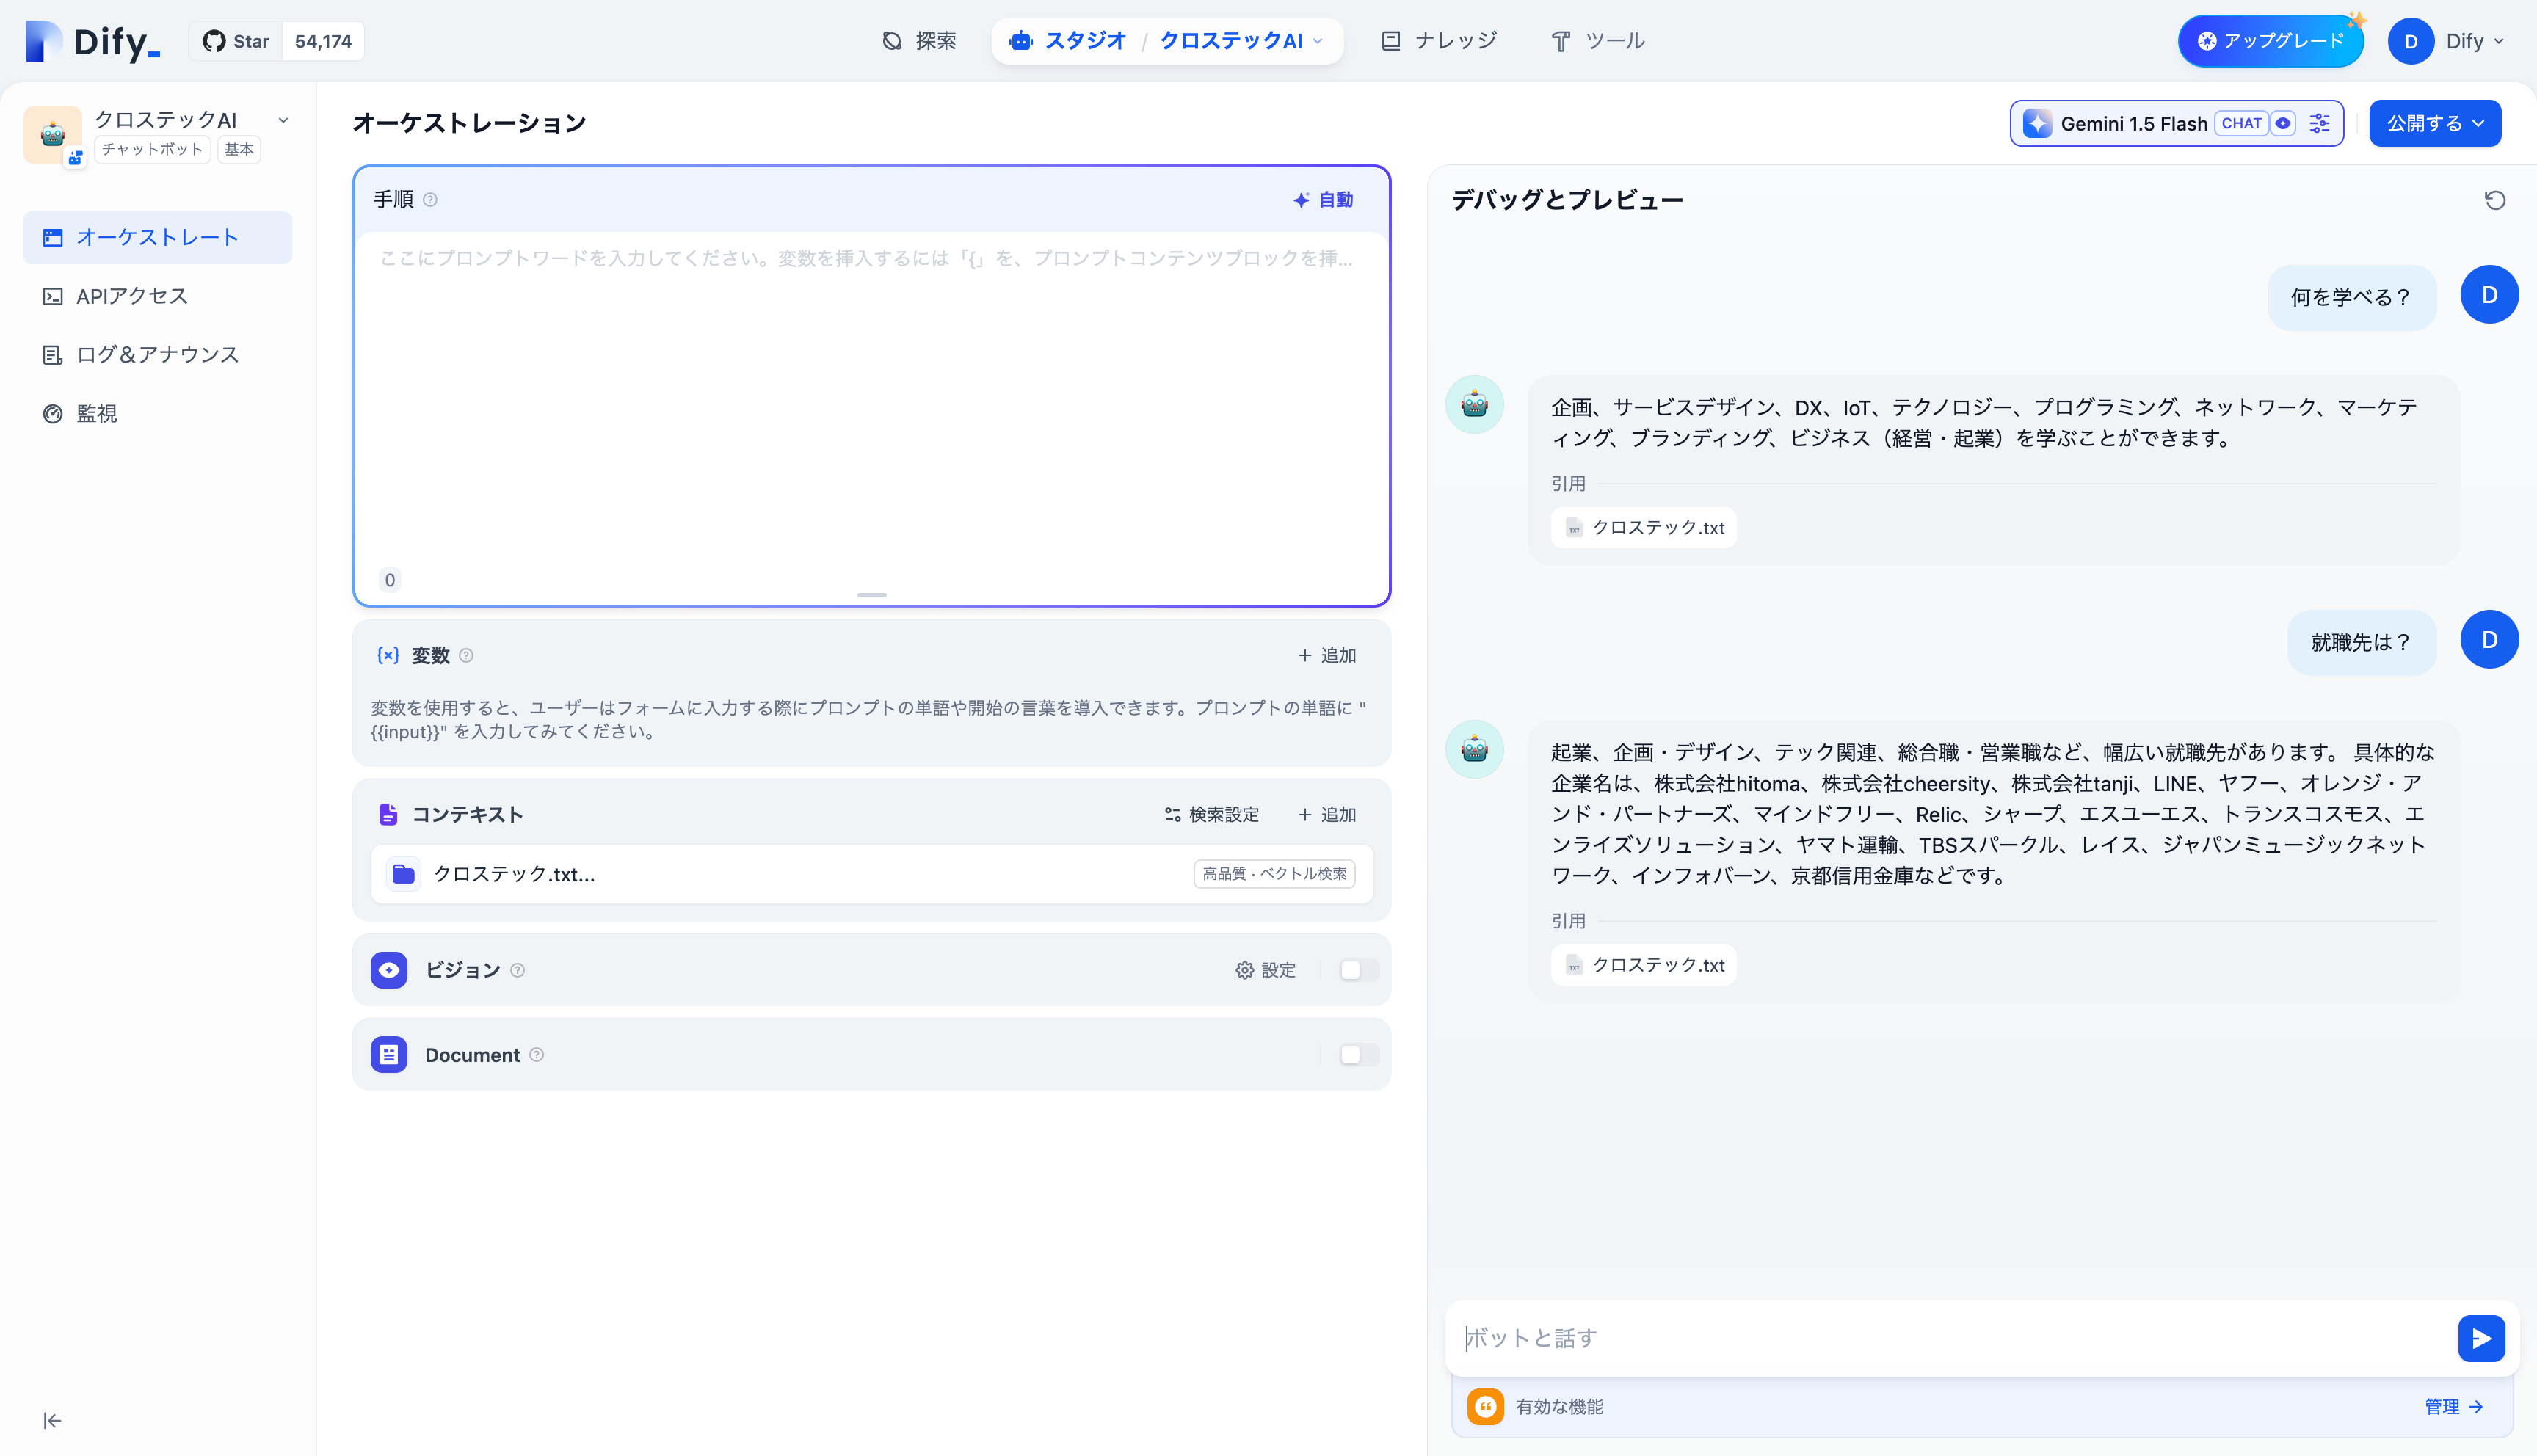 Dify_
Star 54,174
探索
スタジオ / クロステックAI
ナレッジ
ツール
アップグレード
D Dify
クロステックAI
チャットボット 基本
オーケストレート
APIアクセス
ログ＆アナウンス
監視
オーケストレーション
Gemini 1.5 Flash CHAT
公開する
手順
自動
ここにプロンプトワードを入力してください。変数を挿入するには「{」を、プロンプトコンテンツブロックを挿...
0
{x} 変数
+ 追加
変数を使用すると、ユーザーはフォームに入力する際にプロンプトの単語や開始の言葉を導入できます。プロンプトの単語に "
{{input}}" を入力してみてください。
コンテキスト
検索設定
+ 追加
クロステック.txt...
高品質・ベクトル検索
ビジョン
設定
Document
デバッグとプレビュー
何を学べる？
D
企画、サービスデザイン、DX、IoT、テクノロジー、プログラミング、ネットワーク、マーケテ
ィング、ブランディング、ビジネス（経営・起業）を学ぶことができます。
引用
TXT クロステック.txt
就職先は？
D
起業、企画・デザイン、テック関連、総合職・営業職など、幅広い就職先があります。 具体的な
企業名は、株式会社hitoma、株式会社cheersity、株式会社tanji、LINE、ヤフー、オレンジ・ア
ンド・パートナーズ、マインドフリー、Relic、シャープ、エスユーエス、トランスコスモス、エ
ンライズソリューション、ヤマト運輸、TBSスパークル、レイス、ジャパンミュージックネット
ワーク、インフォバーン、京都信用金庫などです。
引用
TXT クロステック.txt
ボットと話す
有効な機能
管理 →